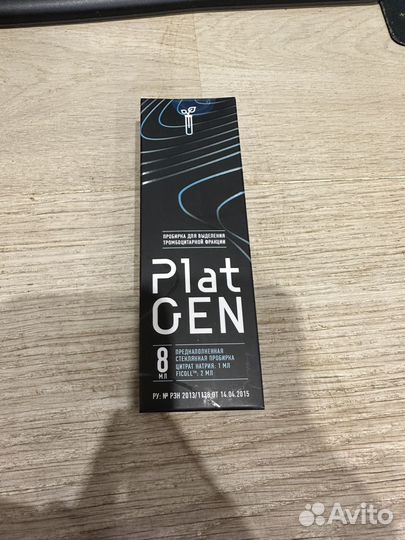 ПРОБИРКА ДЛЯ ВЫДЕЛЕНИЯ
ТРОМБОЦИТАРНОЙ ФРАКЦИИ
Plat
GEN
8 МЛ
ПРЕДНАПОЛНЕННАЯ
СТЕКЛЯННАЯ ПРОБИРКА
ЦИТРАТ НАТРИЯ: 1 МЛ
FICOLL™: 2 МЛ
РУ: № РЗН 2013/1138 ОТ 14.04.2015
Avito